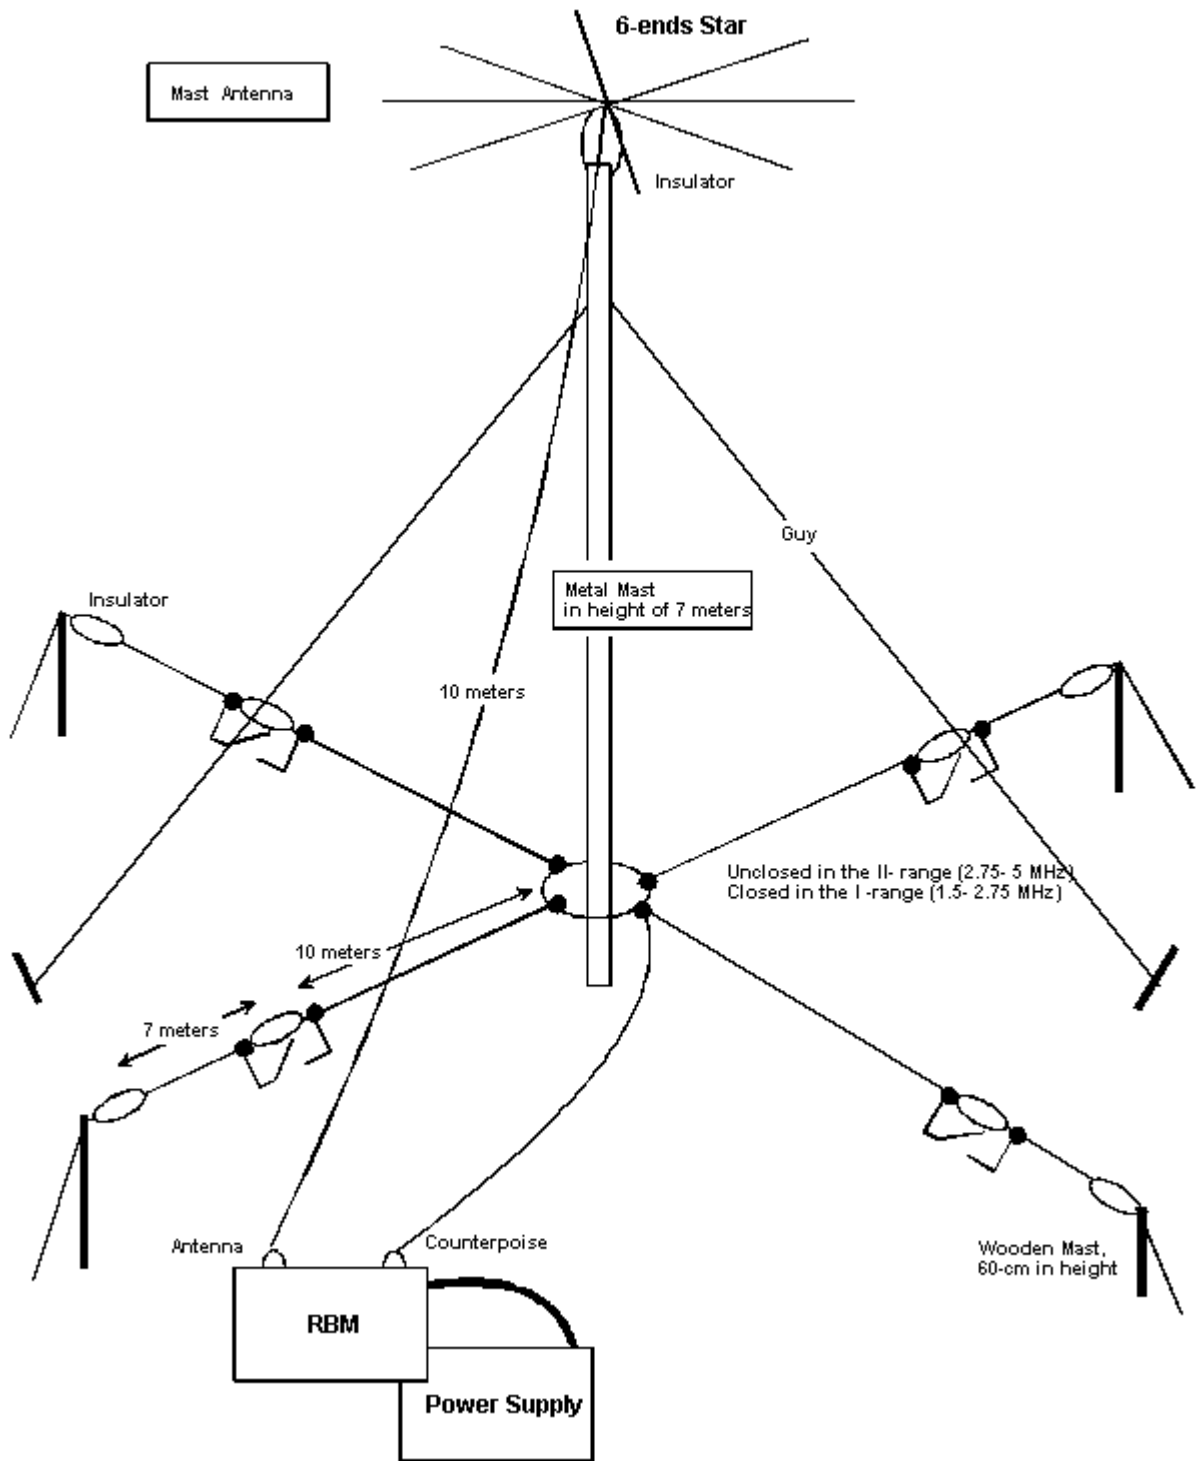 6-ends Star
Mast Antenna
Insulator
Guy
Metal Mast
in height of 7 meters
Insulator
10 meters
Unclosed in the II- range (2.75- 5 MHz)
Closed in the I -range (1.5- 2.75 MHz)
10 meters
7 meters
Antenna
Counterpoise
Wooden Mast,
60-cm in height
RBM
Power Supply